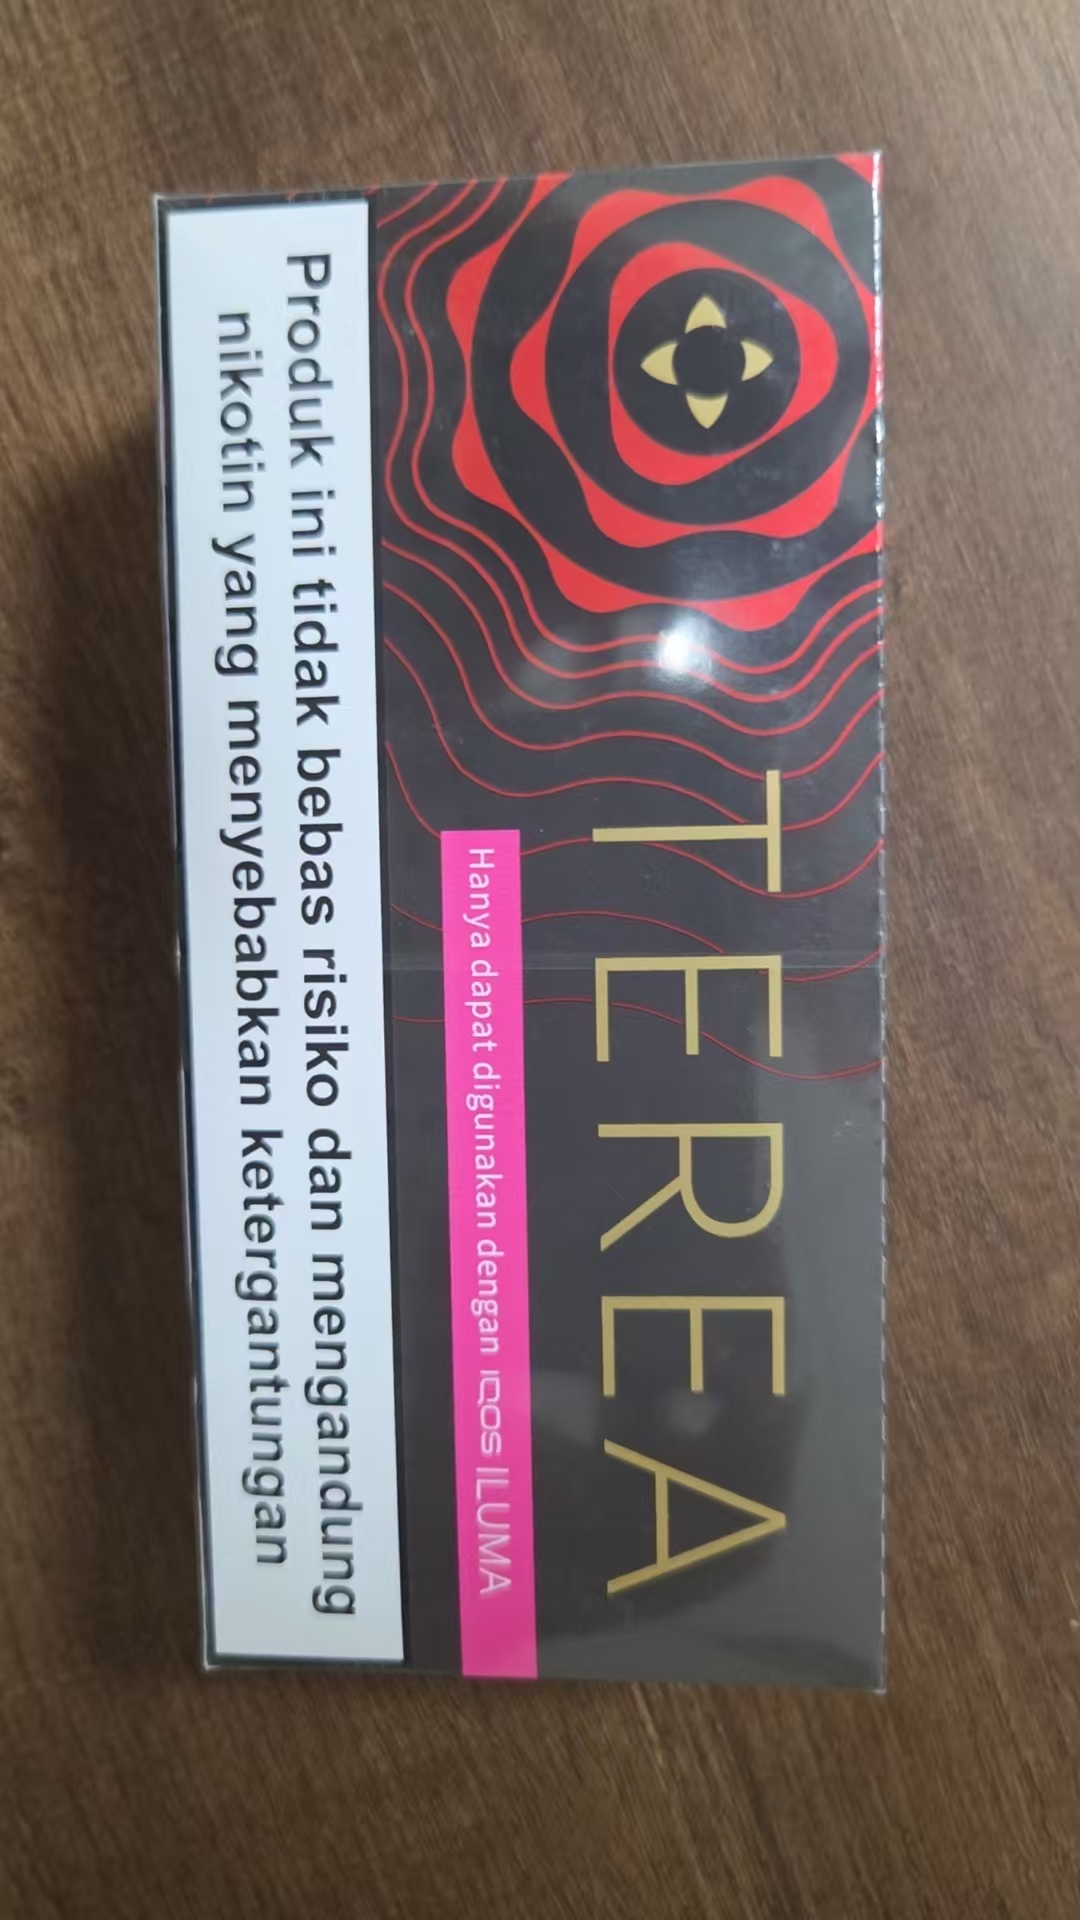 TEREA
Hanya dapat digunakan dengan IQOS ILUMA
Produk ini tidak bebas risiko dan mengandung
nikotin yang menyebabkan ketergantungan